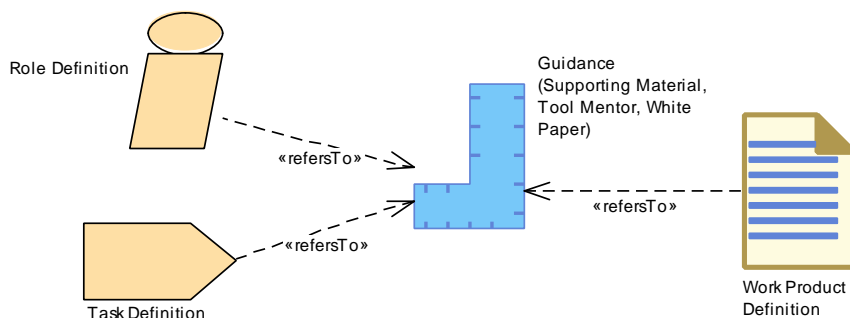 Role Definition
Guidance
(Supporting Material,
Tool Mentor, White
Paper)
«refersTo»
«refersTo»
«refersTo»
Task Definition
Work Product
Definition